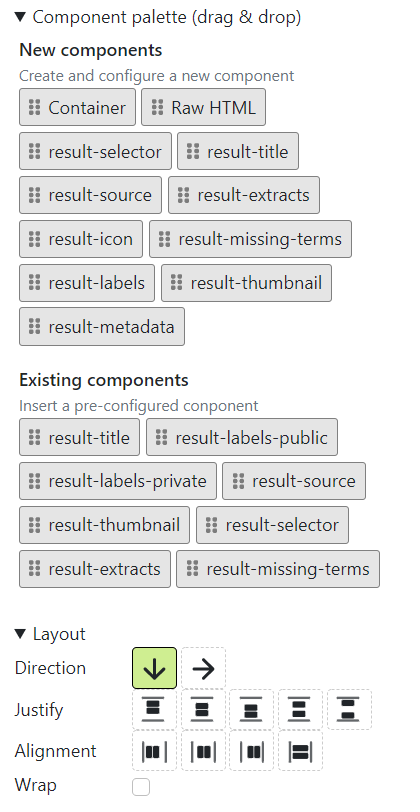 Component palette (drag & drop)
New components
Create and configure a new component
Container Raw HTML
result-selector result-title
result-source result-extracts
result-icon result-missing-terms
result-labels result-thumbnail
result-metadata
Existing components
Insert a pre-configured conponent
result-title result-labels-public
result-labels-private result-source
result-thumbnail result-selector
result-extracts result-missing-terms
Layout
Direction
Justify
Alignment
Wrap